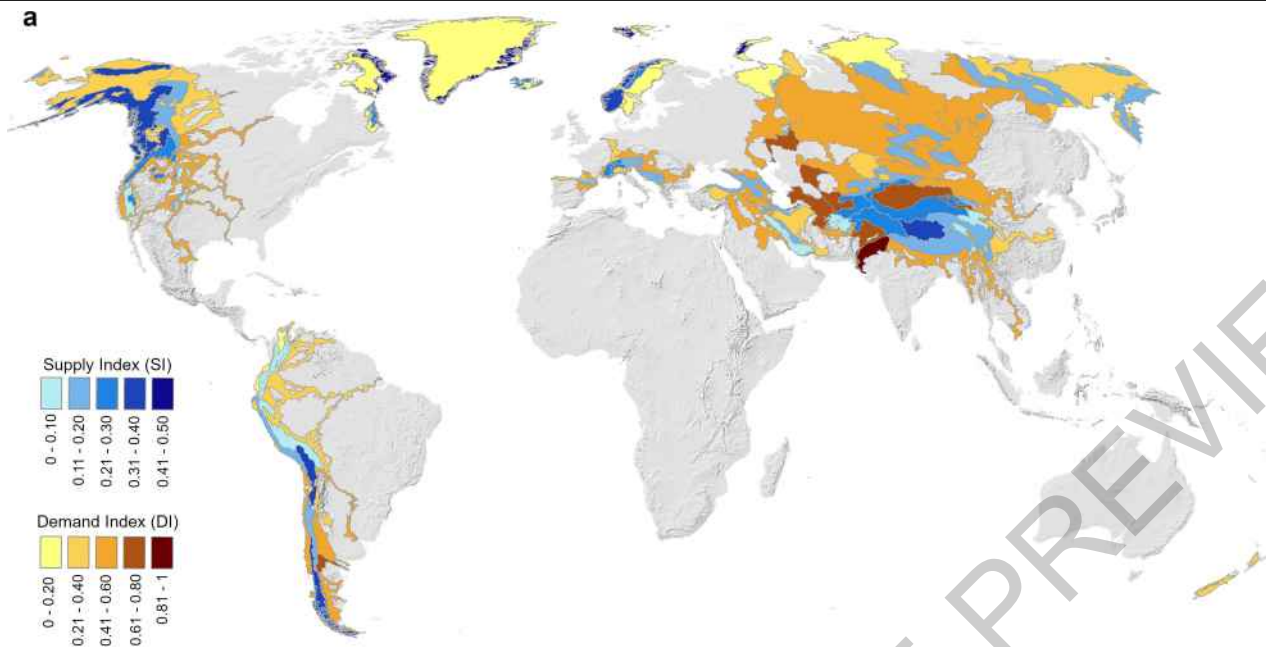 a
Supply Index (SI)
0 - 0.10
0.11 - 0.20
0.21 - 0.30
0.31 - 0.40
0.41 - 0.50
Demand Index (DI)
0 - 0.20
0.21 - 0.40
0.41 - 0.60
0.61 - 0.80
0.81 - 1
PREVIE